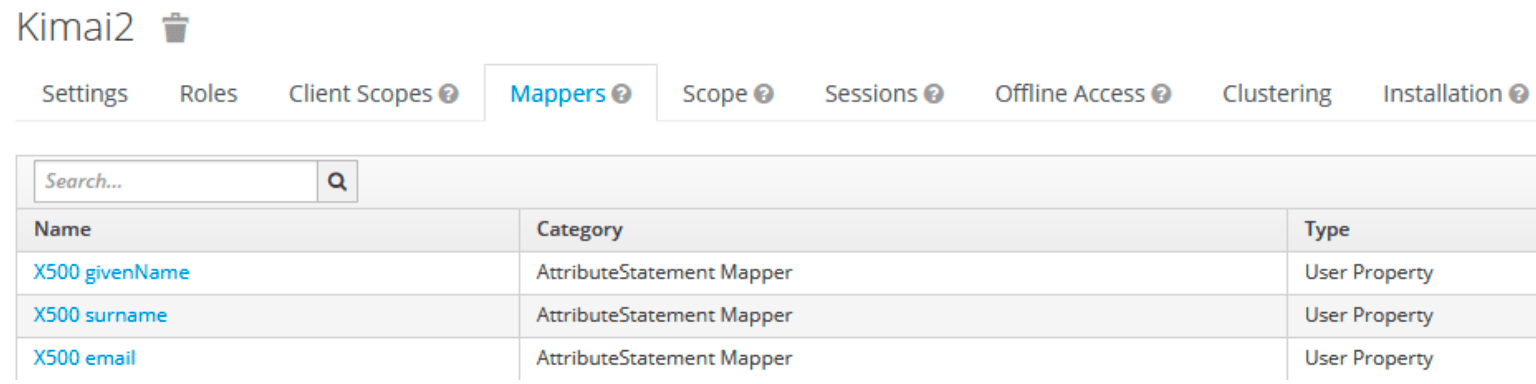 Kimai2
Settings Roles Client Scopes Mappers Scope Sessions Offline Access Clustering Installation
Search...
Name Category Type
X500 givenName AttributeStatement Mapper User Property
X500 surname AttributeStatement Mapper User Property
X500 email AttributeStatement Mapper User Property